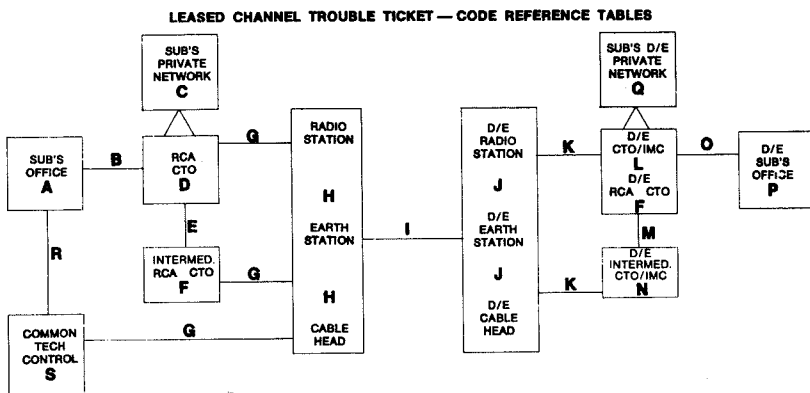 LEASED CHANNEL TROUBLE TICKET — CODE REFERENCE TABLES
SUB'S
PRIVATE
NETWORK
C
SUB'S
OFFICE
A
B
RCA
CTO
D
G
E
INTERMED.
RCA CTO
F
G
R
COMMON
TECH
CONTROL
S
G
RADIO
STATION
H
EARTH
STATION
H
CABLE
HEAD
I
D/E
RADIO
STATION
J
D/E
EARTH
STATION
J
D/E
CABLE
HEAD
K
K
SUB'S D/E
PRIVATE
NETWORK
Q
D/E
CTO/IMC
L
D/E
RCA CTO
F
M
D/E
INTERMED.
CTO/IMC
N
O
D/E
SUB'S
OFFICE
P